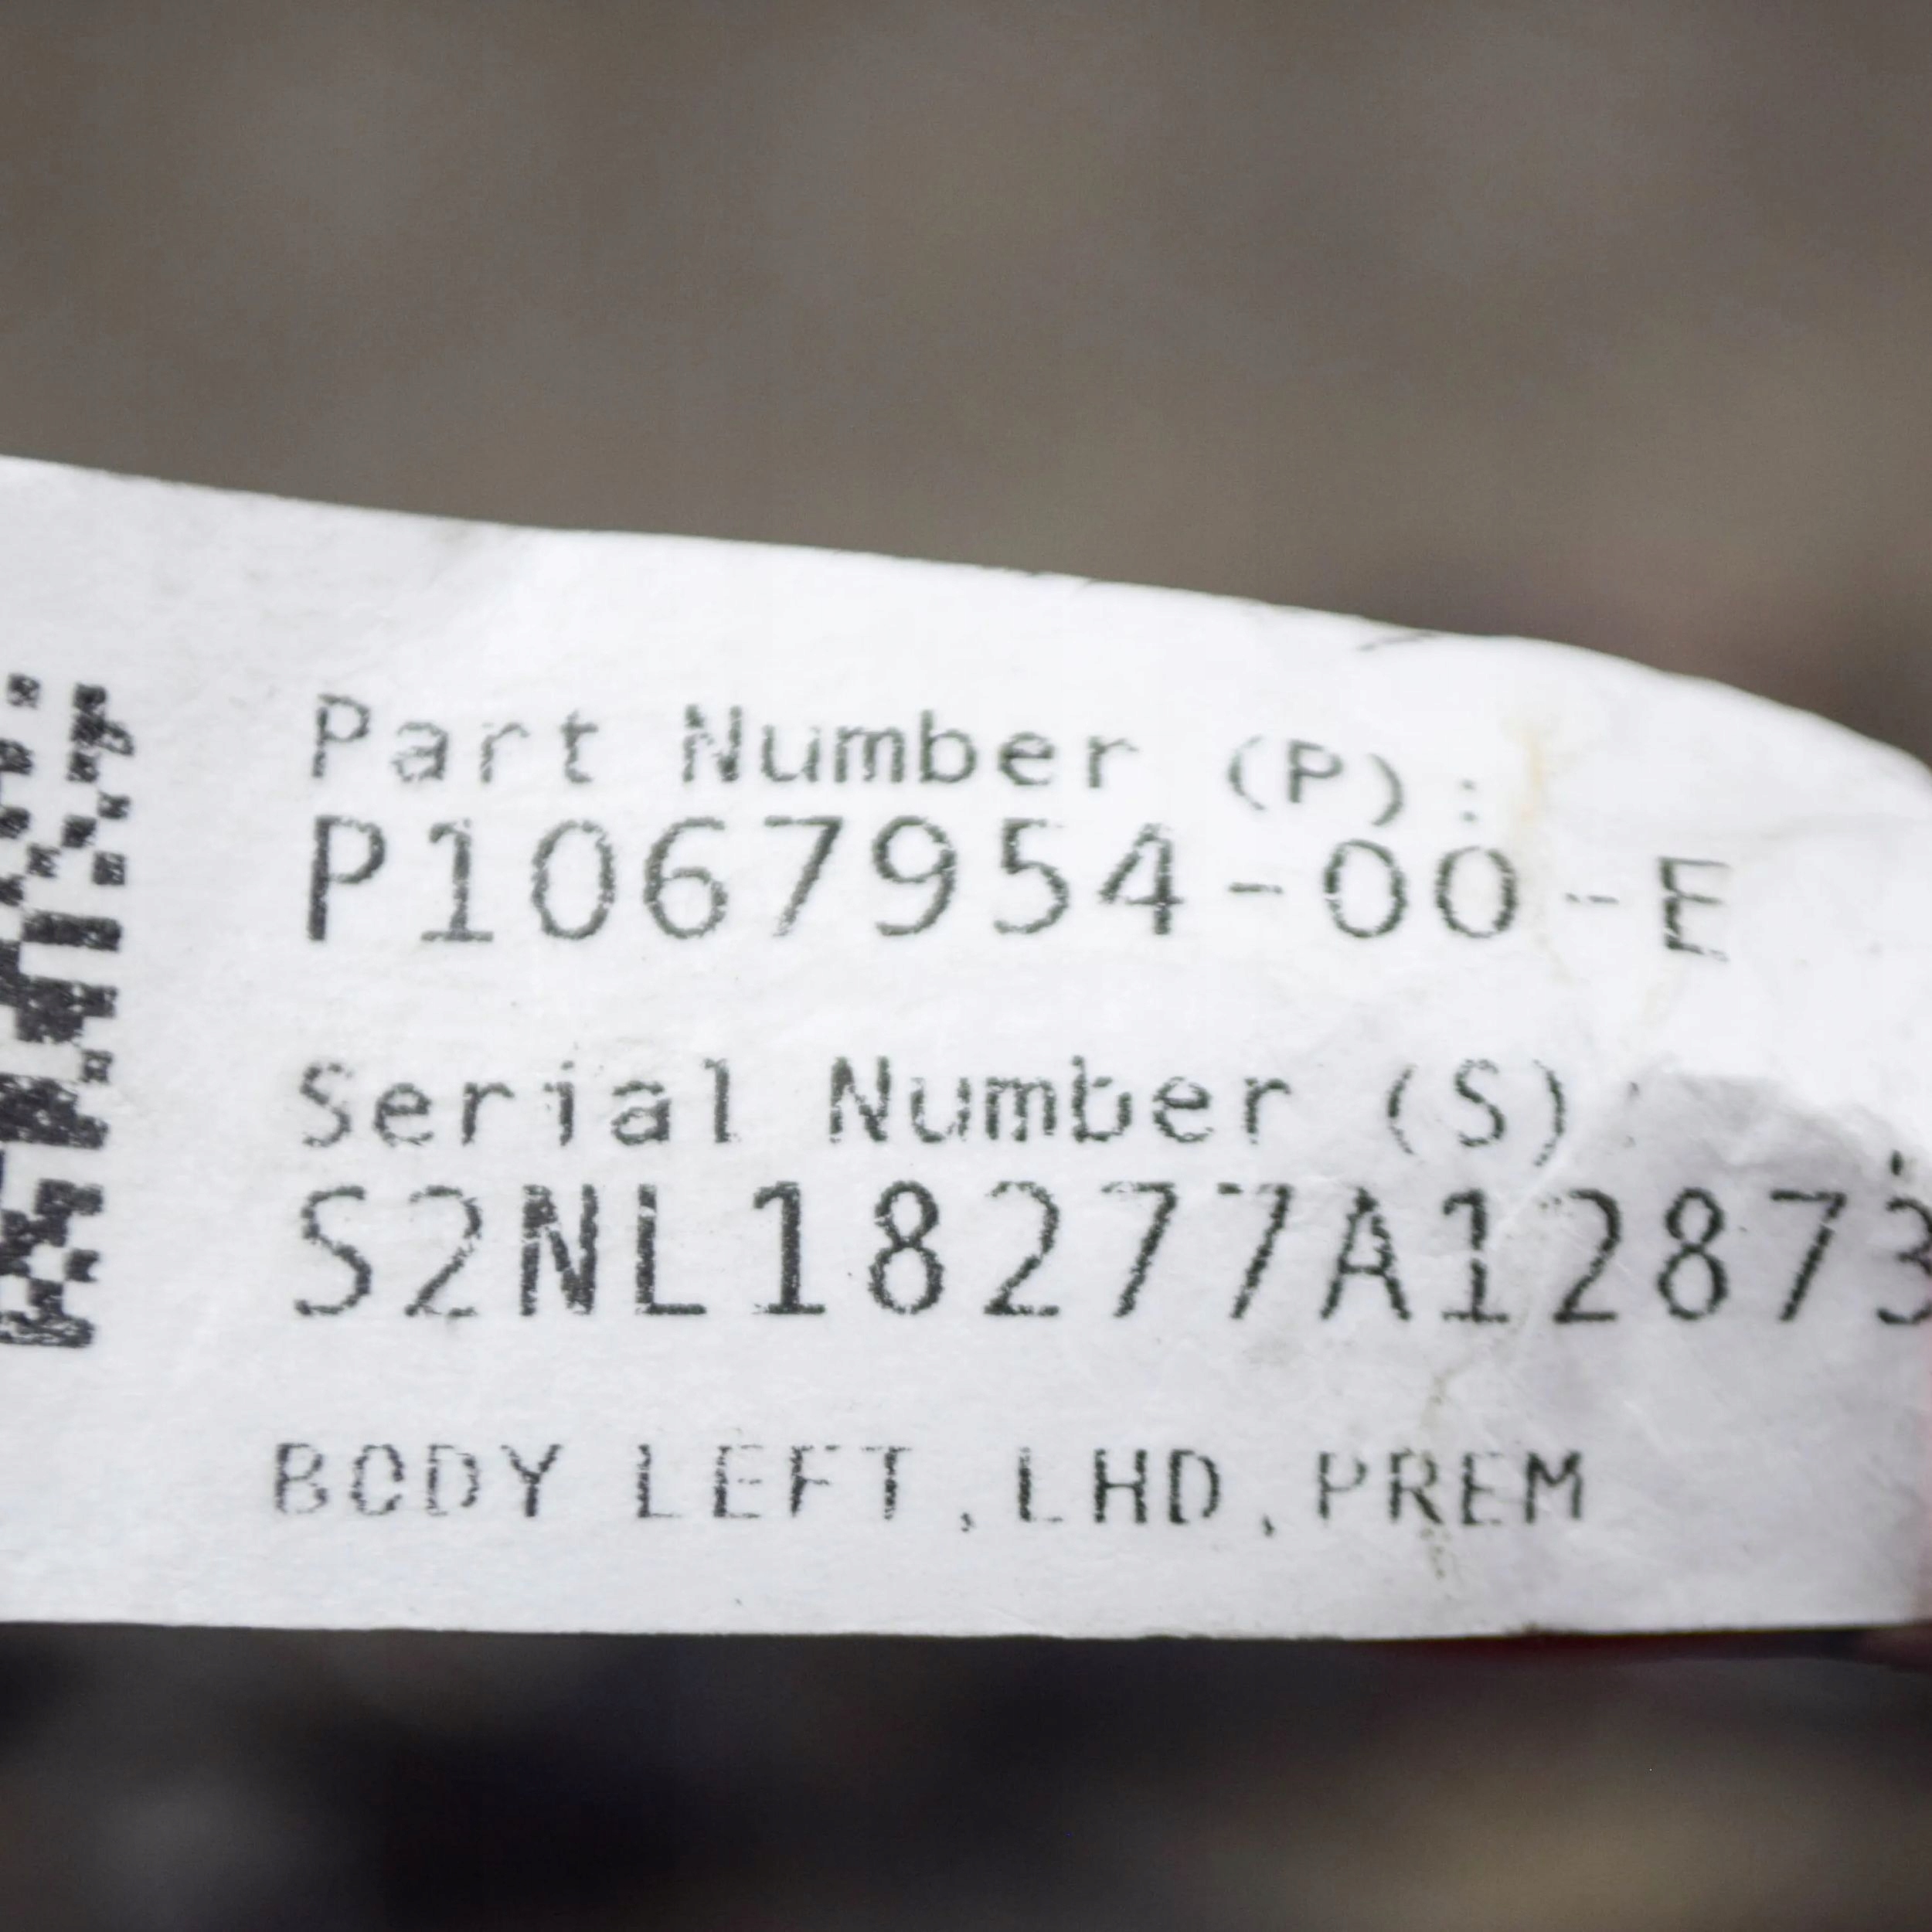 Part Number (P):
P1067954-00-E
Serial Number (S):
S2NL18277A12873
BODY LEFT,LHD,PREM